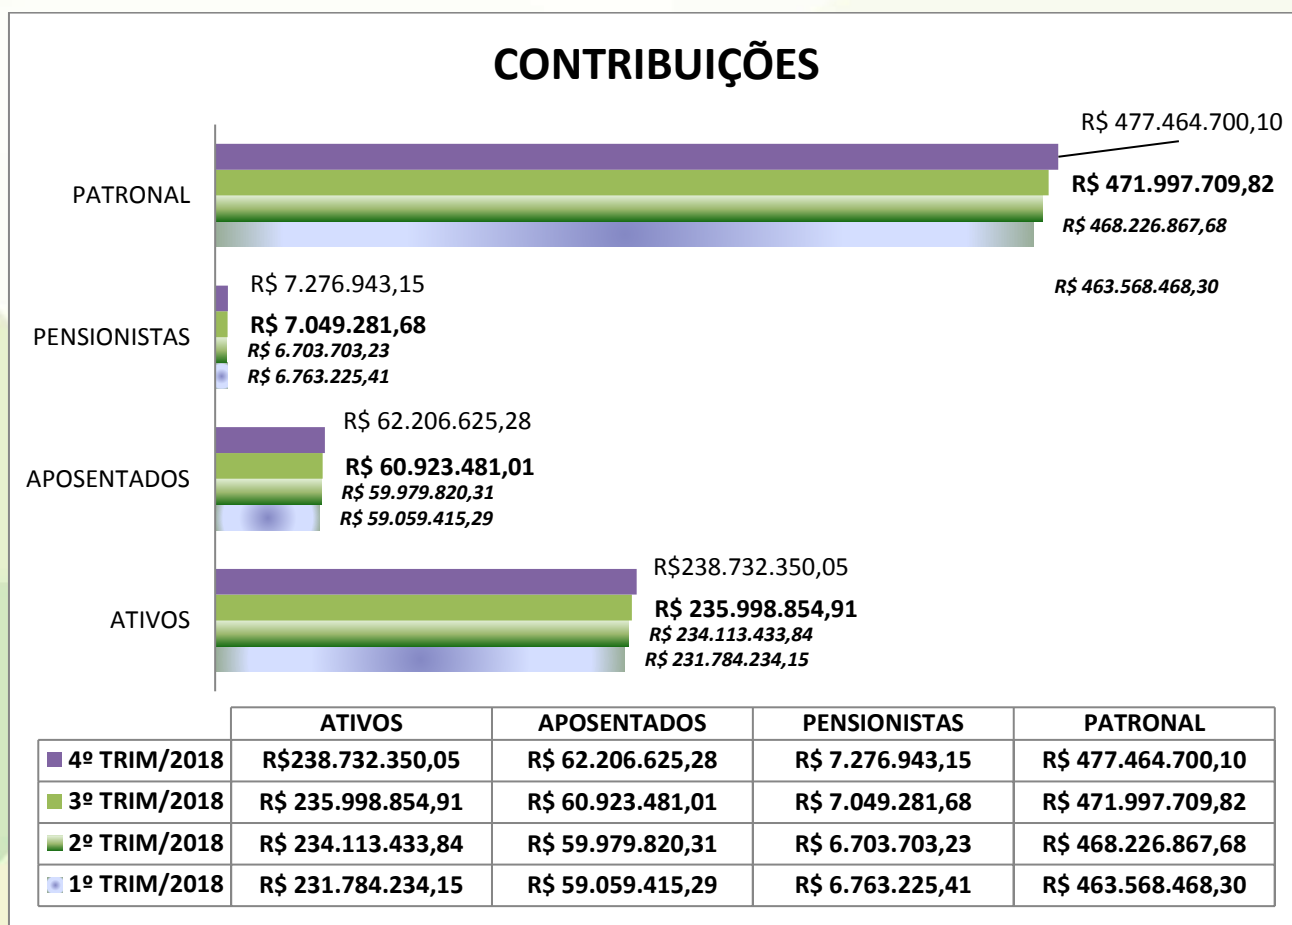 CONTRIBUIÇÕES
R$ 477.464.700,10
PATRONAL
R$ 471.997.709,82
R$ 468.226.867,68
R$ 463.568.468,30
R$ 7.276.943,15
PENSIONISTAS
R$ 7.049.281,68
R$ 6.703.703,23
R$ 6.763.225,41
R$ 62.206.625,28
APOSENTADOS
R$ 60.923.481,01
R$ 59.979.820,31
R$ 59.059.415,29
R$238.732.350,05
ATIVOS
R$ 235.998.854,91
R$ 234.113.433,84
R$ 231.784.234,15
ATIVOS APOSENTADOS PENSIONISTAS PATRONAL
4º TRIM/2018 R$238.732.350,05 R$ 62.206.625,28 R$ 7.276.943,15 R$ 477.464.700,10
3º TRIM/2018 R$ 235.998.854,91 R$ 60.923.481,01 R$ 7.049.281,68 R$ 471.997.709,82
2º TRIM/2018 R$ 234.113.433,84 R$ 59.979.820,31 R$ 6.703.703,23 R$ 468.226.867,68
1º TRIM/2018 R$ 231.784.234,15 R$ 59.059.415,29 R$ 6.763.225,41 R$ 463.568.468,30